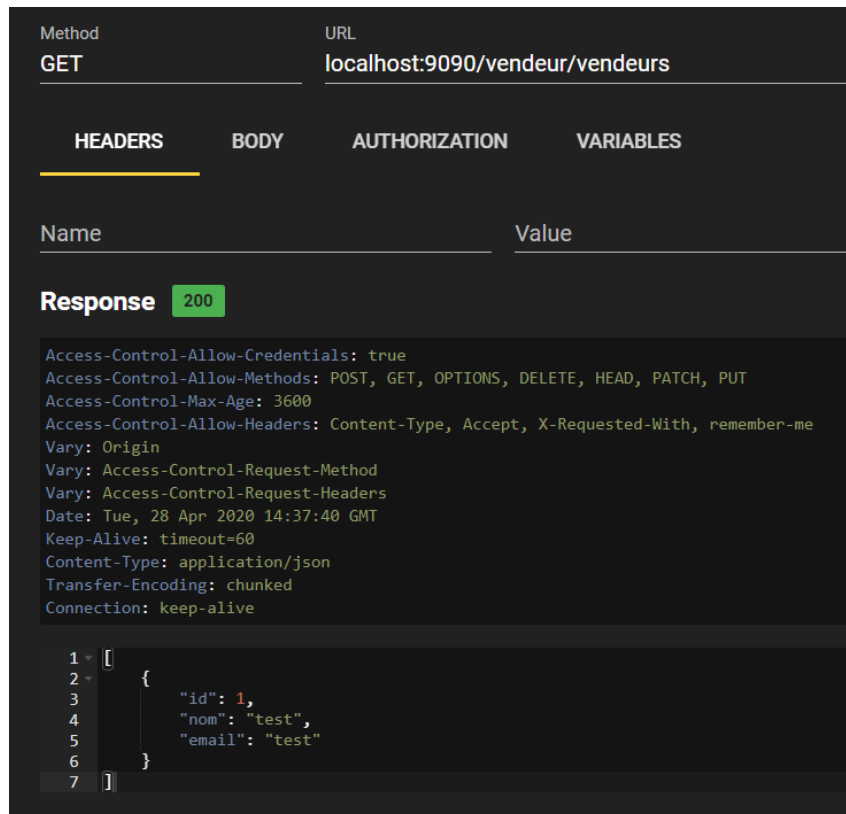 Method URL
GET localhost:9090/vendeur/vendeurs
HEADERS BODY AUTHORIZATION VARIABLES
Name Value
Response 200
Access-Control-Allow-Credentials: true
Access-Control-Allow-Methods: POST, GET, OPTIONS, DELETE, HEAD, PATCH, PUT
Access-Control-Max-Age: 3600
Access-Control-Allow-Headers: Content-Type, Accept, X-Requested-With, remember-me
Vary: Origin
Vary: Access-Control-Request-Method
Vary: Access-Control-Request-Headers
Date: Tue, 28 Apr 2020 14:37:40 GMT
Keep-Alive: timeout=60
Content-Type: application/json
Transfer-Encoding: chunked
Connection: keep-alive
1 [
2 {
3 "id": 1,
4 "nom": "test",
5 "email": "test"
6 }
7 ]